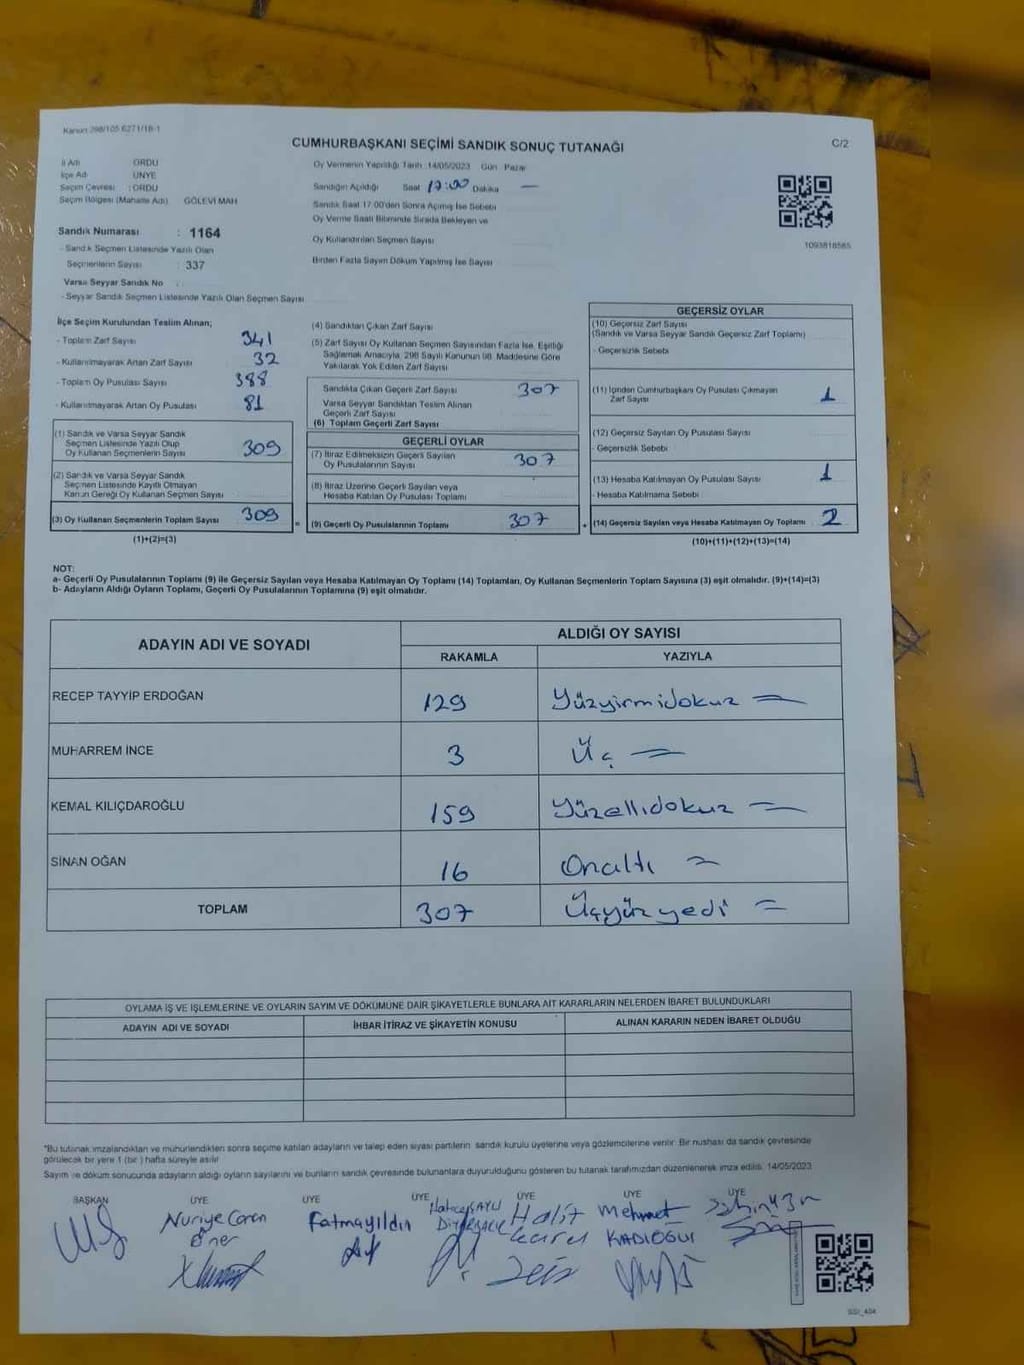 Kanun 298/105 6271/18-1
CUMHURBAŞKANI SEÇİMİ SANDIK SONUÇ TUTANAĞI
C/2
İl Adı ORDU
İlçe Adı ÜNYE
Seçim Çevresi : ORDU
Seçim Bölgesi (Mahalle Adı) GÖLEVİ MAH
Sandık Numarası : 1164
- Sandık Seçmen Listesinde Yazılı Olan
Seçmenlerin Sayısı : 337
Varsa Seyyar Sandık No
- Seyyar Sandık Seçmen Listesinde Yazılı Olan Seçmen Sayısı
Oy Vermenin Yapıldığı Tarih 14/05/2023 Gün Pazar
Sandığın Açıldığı Saat 17:00 Dakika —
Sandık Saat 17.00'den Sonra Açılmış İse Sebebi
Oy Verme Saati Bitiminde Sırada Bekleyen ve
Oy Kullandırılan Seçmen Sayısı
Birden Fazla Sayım Döküm Yapılmış İse Sayısı
1093818585
İlçe Seçim Kurulundan Teslim Alınan;
- Toplam Zarf Sayısı 341
- Kullanılmayarak Artan Zarf Sayısı 32
- Toplam Oy Pusulası Sayısı 388
- Kullanılmayarak Artan Oy Pusulası 81
(1) Sandık ve Varsa Seyyar Sandık
Seçmen Listesinde Yazılı Olup
Oy Kullanan Seçmenlerin Sayısı 309
(2) Sandık ve Varsa Seyyar Sandık
Seçmen Listesinde Kayıtlı Olmayan
Kanun Gereği Oy Kullanan Seçmen Sayısı
(3) Oy Kullanan Seçmenlerin Toplam Sayısı 309
(1)+(2)=(3)
=
(4) Sandıktan Çıkan Zarf Sayısı
(5) Zarf Sayısı Oy Kullanan Seçmen Sayısından Fazla İse, Eşitliği
Sağlamak Amacıyla, 298 Sayılı Kanunun 98. Maddesine Göre
Yakılarak Yok Edilen Zarf Sayısı
Sandıkta Çıkan Geçerli Zarf Sayısı 307
Varsa Seyyar Sandıktan Teslim Alınan
Geçerli Zarf Sayısı
(6) Toplam Geçerli Zarf Sayısı
GEÇERLİ OYLAR
(7) İtiraz Edilmeksizin Geçerli Sayılan
Oy Pusulalarının Sayısı 307
(8) İtiraz Üzerine Geçerli Sayılan veya
Hesaba Katılan Oy Pusulası Toplamı
(9) Geçerli Oy Pusulalarının Toplamı 307
+
GEÇERSİZ OYLAR
(10) Geçersiz Zarf Sayısı
(Sandık ve Varsa Seyyar Sandık Geçersiz Zarf Toplamı)
- Geçersizlik Sebebi
(11) İçinden Cumhurbaşkanı Oy Pusulası Çıkmayan
Zarf Sayısı 1
(12) Geçersiz Sayılan Oy Pusulası Sayısı
- Geçersizlik Sebebi
(13) Hesaba Katılmayan Oy Pusulası Sayısı 1
- Hesaba Katılmama Sebebi
(14) Geçersiz Sayılan veya Hesaba Katılmayan Oy Toplamı 2
(10)+(11)+(12)+(13)=(14)
NOT:
a- Geçerli Oy Pusulalarının Toplamı (9) ile Geçersiz Sayılan veya Hesaba Katılmayan Oy Toplamı (14) Toplamları, Oy Kullanan Seçmenlerin Toplam Sayısına (3) eşit olmalıdır. (9)+(14)=(3)
b- Adayların Aldığı Oyların Toplamı, Geçerli Oy Pusulalarının Toplamına (9) eşit olmalıdır.
ADAYIN ADI VE SOYADI
ALDIĞI OY SAYISI
RAKAMLA YAZIYLA
RECEP TAYYİP ERDOĞAN 129 Yüzyirmidokuz
MUHARREM İNCE 3 Üç
KEMAL KILIÇDAROĞLU 159 Yüzellidokuz
SİNAN OĞAN 16 Onaltı
TOPLAM 307 Üçyüzyedi
OYLAMA İŞ VE İŞLEMLERİNE VE OYLARIN SAYIM VE DÖKÜMÜNE DAİR ŞİKAYETLERLE BUNLARA AİT KARARLARIN NELERDEN İBARET BULUNDUKLARI
ADAYIN ADI VE SOYADI İHBAR İTİRAZ VE ŞİKAYETİN KONUSU ALINAN KARARIN NEDEN İBARET OLDUĞU
*Bu tutanak imzalandıktan ve mühürlendikten sonra seçime katılan adayların ve talep eden siyasi partilerin sandık kurulu üyelerine veya gözlemcilerine verilir. Bir nüshası da sandık çevresinde
görülecek bir yere 1 (bir) hafta süreyle asılır.
Sayım ve döküm sonucunda adayların aldığı oyların sayılarını ve bunların sandık çevresinde bulunanlara duyurulduğunu gösteren bu tutanak tarafımızdan düzenlenerek imza edildi. 14/05/2023
BAŞKAN ÜYE ÜYE ÜYE ÜYE ÜYE ÜYE
Nuriye Ceren
Öner
Fatma yıldın
Halit
Mehmet
KADIOĞLU
SSI_404